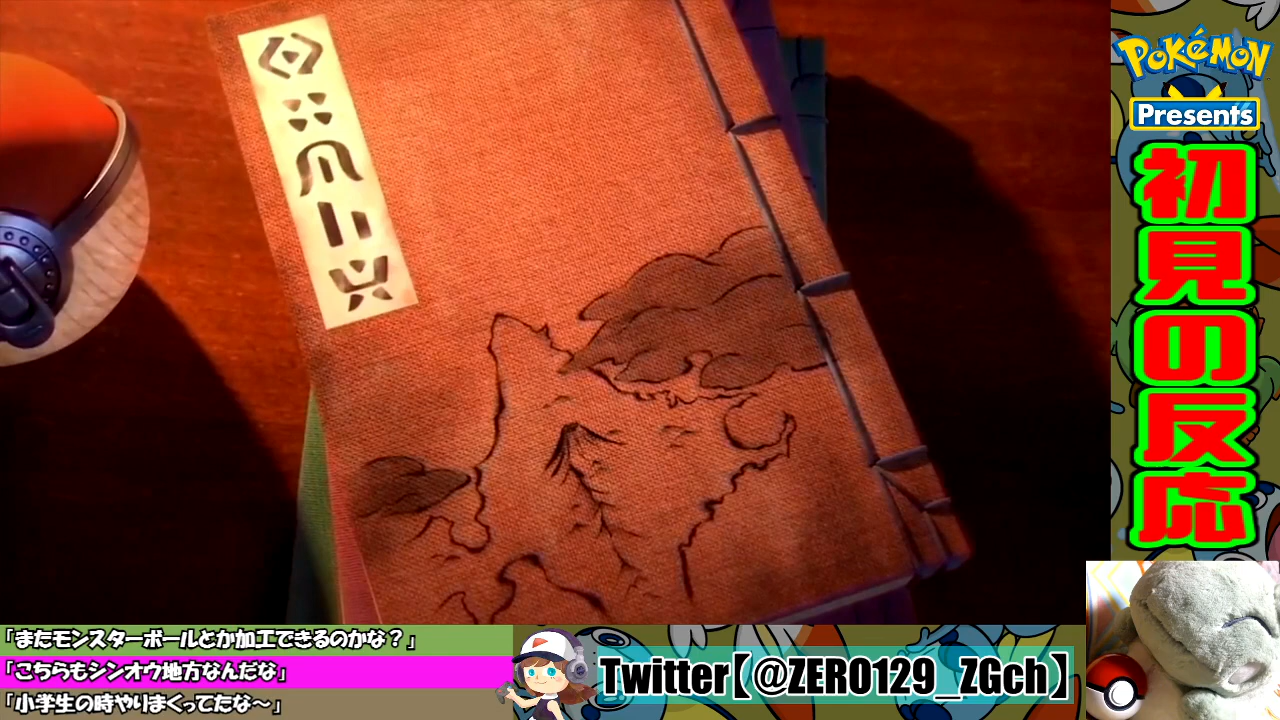 POKÉMON
Presents
初見の反応
「またモンスターボールとか加工できるのかな？」
「こちらもシンオウ地方なんだな」
「小学生の時やりまくってたな～」
Twitter【@ZERO129_ZGch】